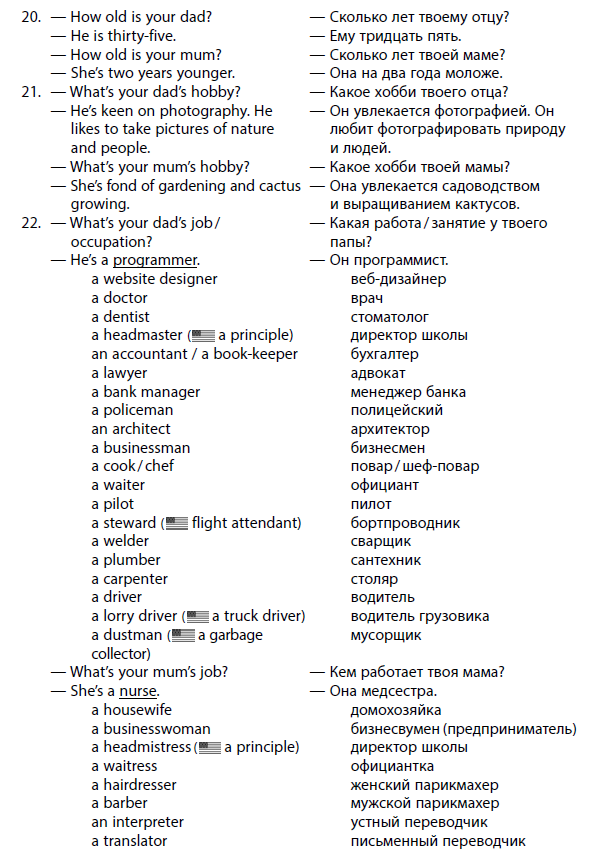 20. — How old is your dad? — Сколько лет твоему отцу?
— He is thirty-five. — Ему тридцать пять.
— How old is your mum? — Сколько лет твоей маме?
— She's two years younger. — Она на два года моложе.
21. — What's your dad's hobby? — Какое хобби твоего отца?
— He's keen on photography. He — Он увлекается фотографией. Он
likes to take pictures of nature любит фотографировать природу
and people. и людей.
— What's your mum's hobby? — Какое хобби твоей мамы?
— She's fond of gardening and cactus — Она увлекается садоводством
growing. и выращиванием кактусов.
22. — What's your dad's job / — Какая работа / занятие у твоего
occupation? папы?
— He's a programmer. — Он программист.
a website designer веб-дизайнер
a doctor врач
a dentist стоматолог
a headmaster ( a principle) директор школы
an accountant / a book-keeper бухгалтер
a lawyer адвокат
a bank manager менеджер банка
a policeman полицейский
an architect архитектор
a businessman бизнесмен
a cook / chef повар / шеф-повар
a waiter официант
a pilot пилот
a steward ( flight attendant) бортпроводник
a welder сварщик
a plumber сантехник
a carpenter столяр
a driver водитель
a lorry driver ( a truck driver) водитель грузовика
a dustman ( a garbage мусорщик
collector)
— What's your mum's job? — Кем работает твоя мама?
— She's a nurse. — Она медсестра.
a housewife домохозяйка
a businesswoman бизнесвумен (предприниматель)
a headmistress ( a principle) директор школы
a waitress официантка
a hairdresser женский парикмахер
a barber мужской парикмахер
an interpreter устный переводчик
a translator письменный переводчик